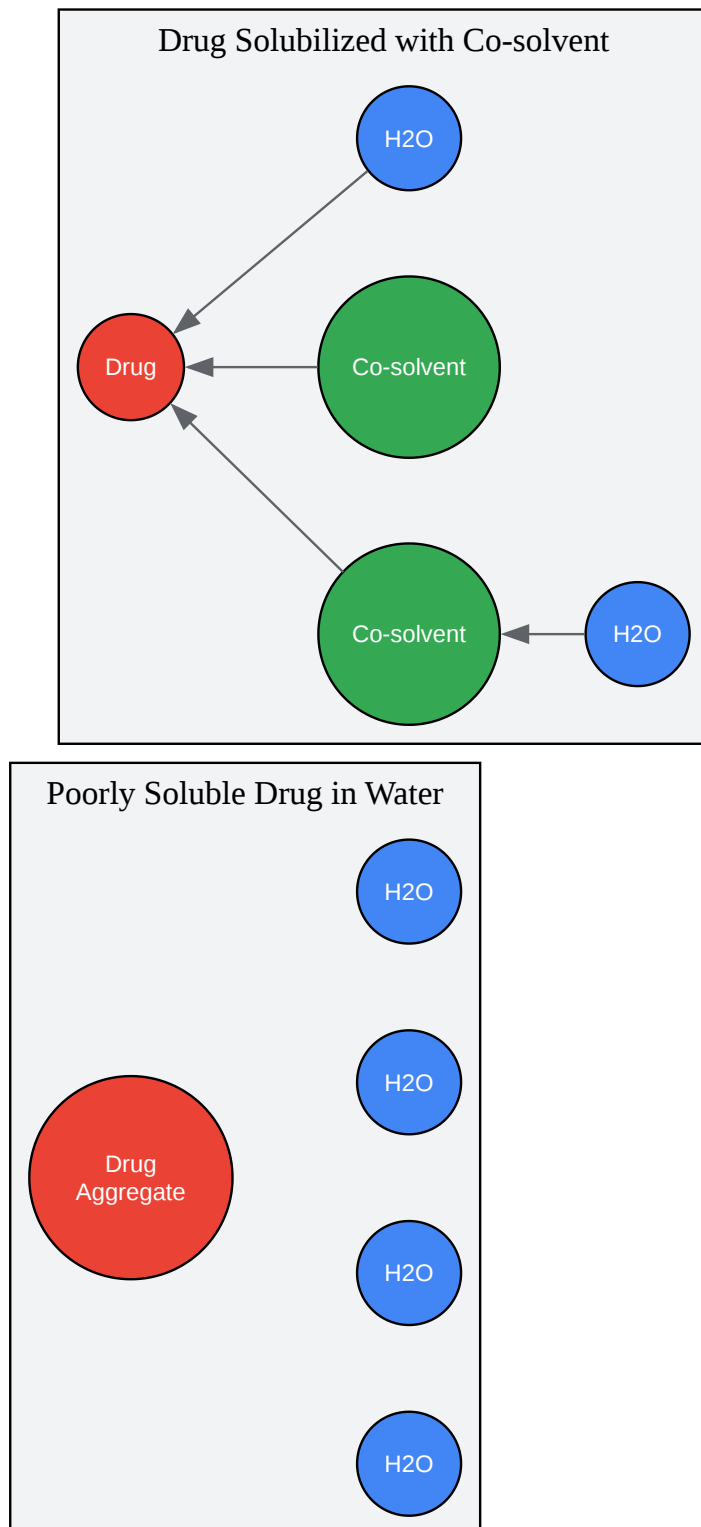 Drug Solubilized with Co-solvent
H2O
Drug
Co-solvent
Co-solvent
H2O
Poorly Soluble Drug in Water
H2O
H2O
Drug
Aggregate
H2O
H2O